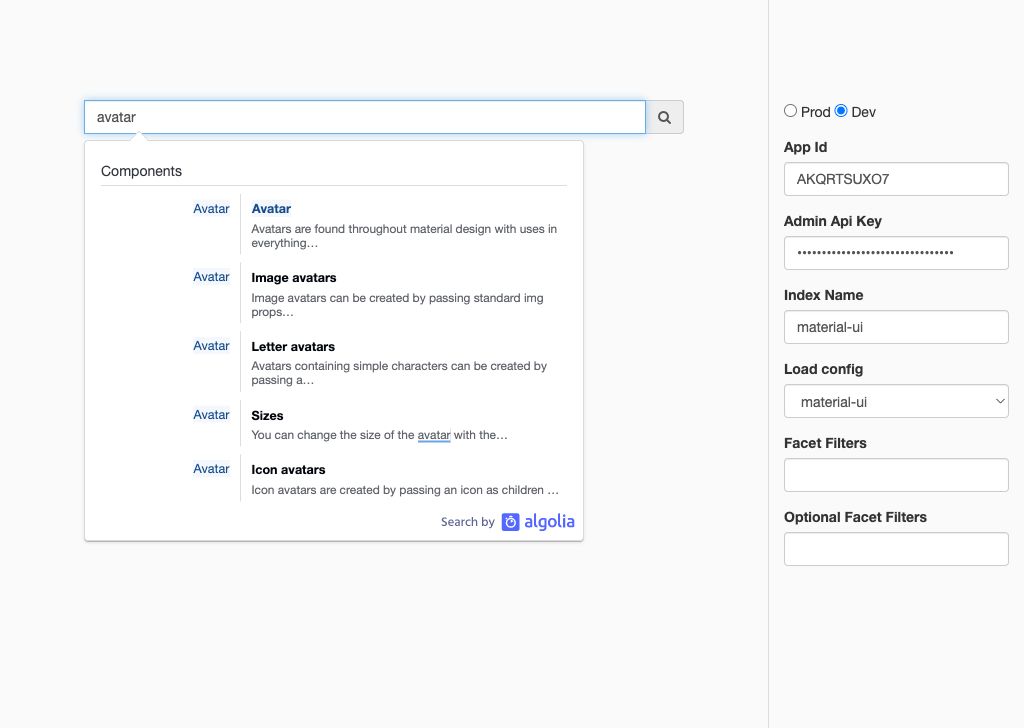 avatar
Components
Avatar
Avatar
Avatars are found throughout material design with uses in
everything…
Avatar
Image avatars
Image avatars can be created by passing standard img
props…
Avatar
Letter avatars
Avatars containing simple characters can be created by
passing a…
Avatar
Sizes
You can change the size of the avatar with the…
Avatar
Icon avatars
Icon avatars are created by passing an icon as children …
Search by algolia
Prod Dev
App Id
AKQRTSUXO7
Admin Api Key
Index Name
material-ui
Load config
material-ui
Facet Filters
Optional Facet Filters